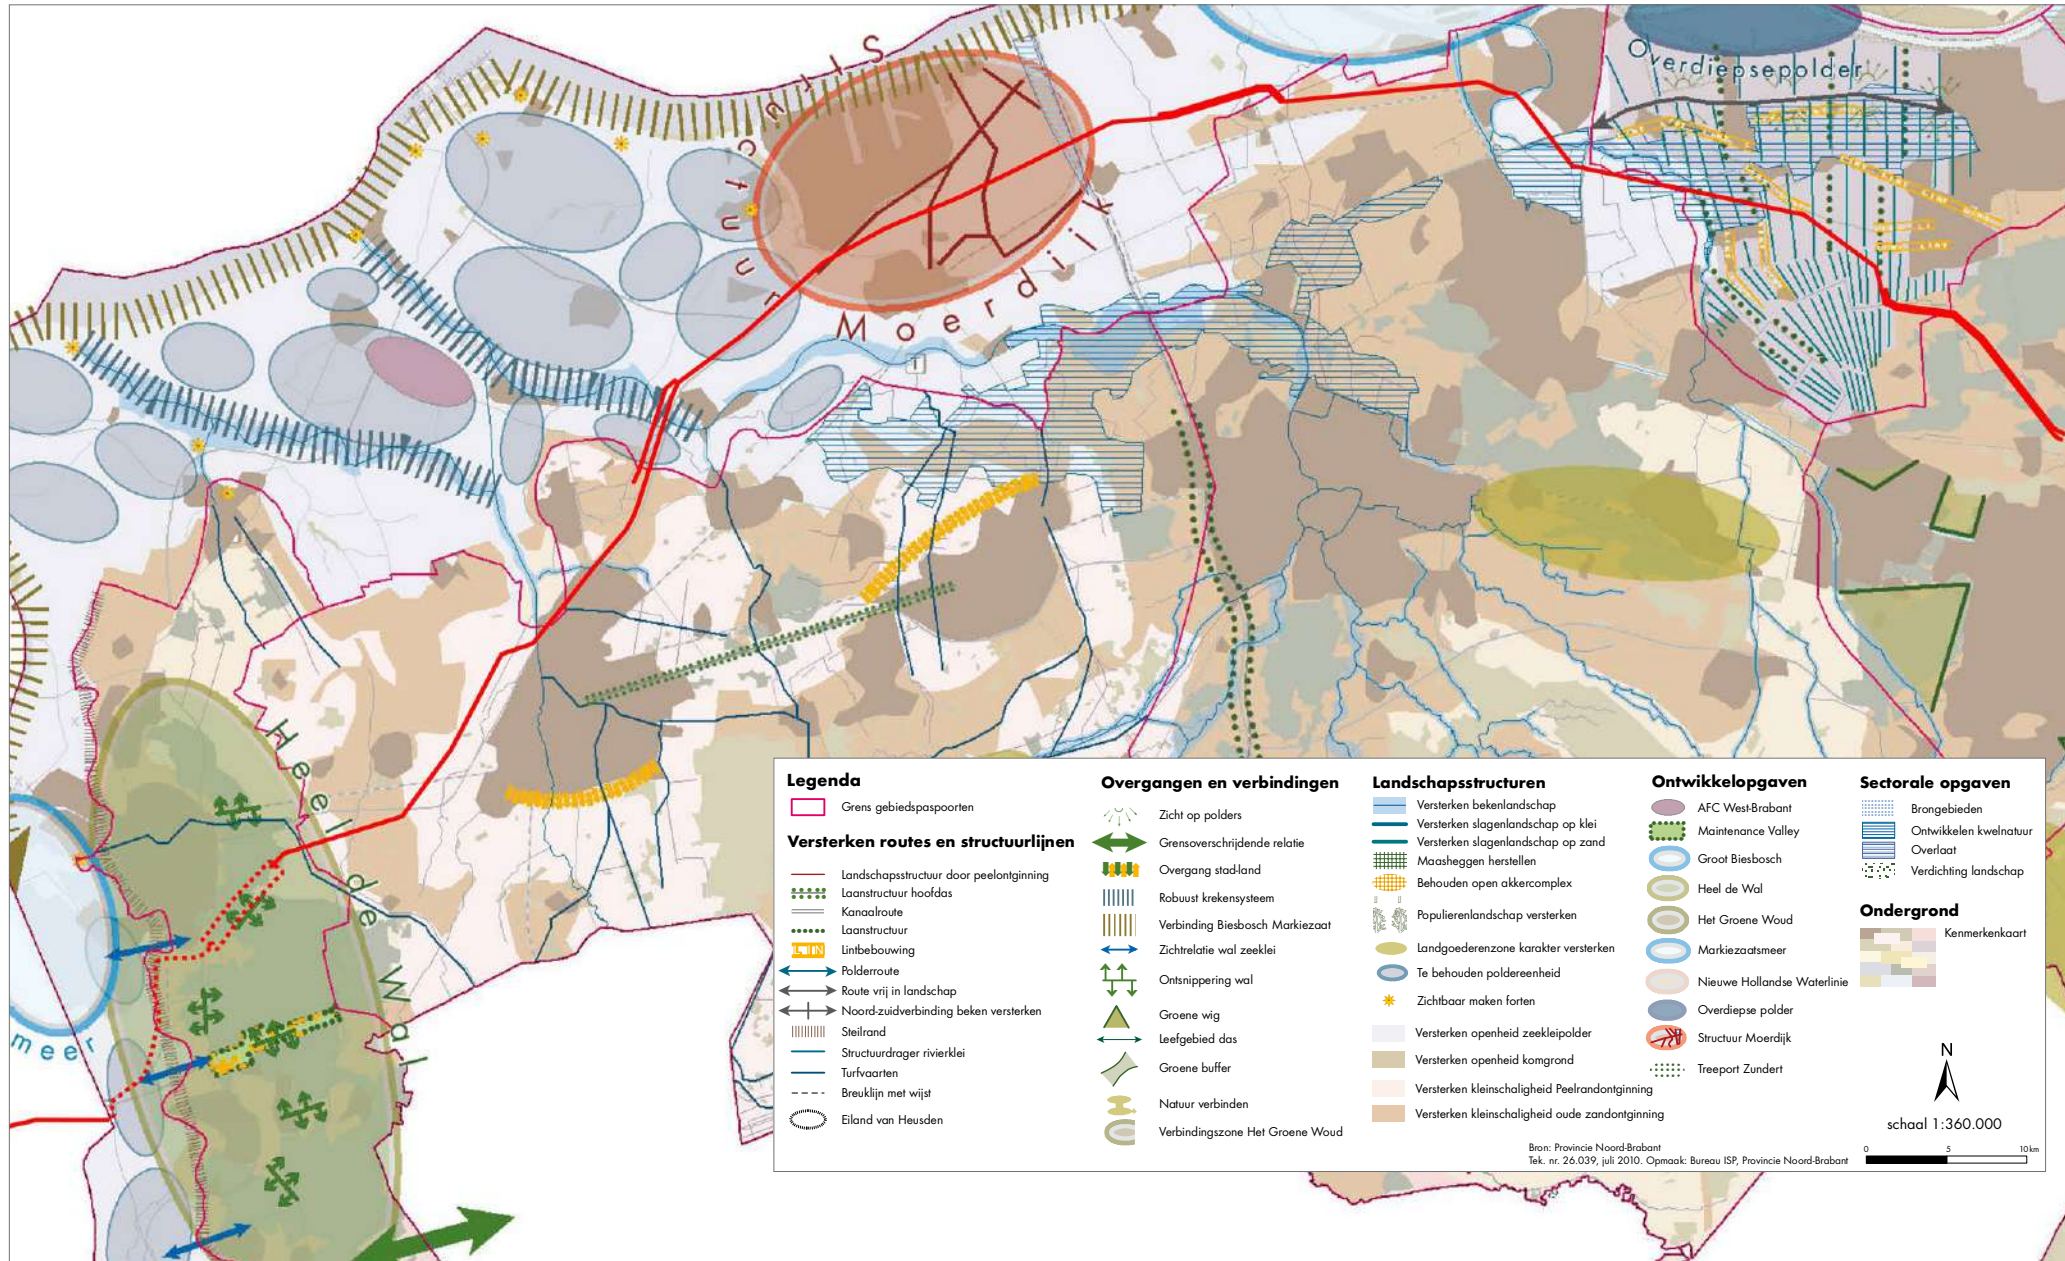 Structuur
Moerdijk
Overdiepsepolder
Heel de Wal
meer
Legenda
Grens gebiedspaspoorten
Versterken routes en structuurlijnen
Landschapsstructuur door peelontginning
Laanstructuur hoofdas
Kanaalroute
Laanstructuur
Lintbebouwing
Polderroute
Route vrij in landschap
Noord-zuidverbinding beken versterken
Steilrand
Structuurdrager rivierklei
Turfvaarten
Breuklijn met wijst
Eiland van Heusden
Overgangen en verbindingen
Zicht op polders
Grensoverschrijdende relatie
Overgang stad-land
Robuust krekensysteem
Verbinding Biesbosch Markiezaat
Zichtrelatie wal zeeklei
Ontsnippering wal
Groene wig
Leefgebied das
Groene buffer
Natuur verbinden
Verbindingszone Het Groene Woud
Landschapsstructuren
Versterken bekenlandschap
Versterken slagenlandschap op klei
Versterken slagenlandschap op zand
Maasheggen herstellen
Behouden open akkercomplex
Populierenlandschap versterken
Landgoederenzone karakter versterken
Te behouden poldereenheid
Zichtbaar maken forten
Versterken openheid zeekleipolder
Versterken openheid komgrond
Versterken kleinschaligheid Peelrandontginning
Versterken kleinschaligheid oude zandontginning
Ontwikkelopgaven
AFC West-Brabant
Maintenance Valley
Groot Biesbosch
Heel de Wal
Het Groene Woud
Markiezaatsmeer
Nieuwe Hollandse Waterlinie
Overdiepse polder
Structuur Moerdijk
Treeport Zundert
Sectorale opgaven
Brongebieden
Ontwikkelen kwelnatuur
Overlaat
Verdichting landschap
Ondergrond
Kenmerkenkaart
N
schaal 1:360.000
0 5 10 km
Bron: Provincie Noord-Brabant
Tek. nr. 26.039, juli 2010. Opmaak: Bureau ISP, Provincie Noord-Brabant